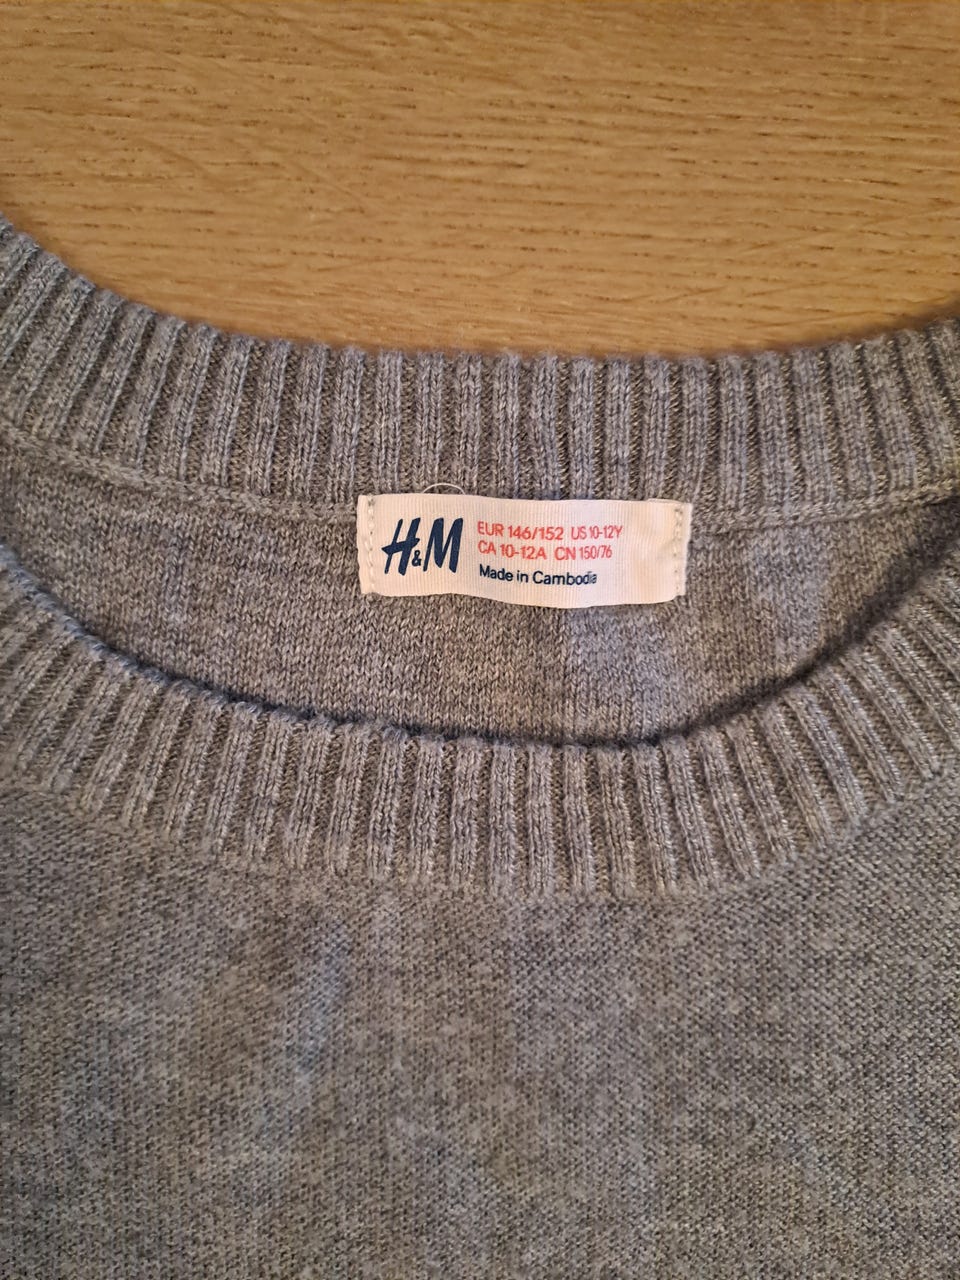 H&M
EUR 146/152 US 10-12Y
CA 10-12A CN 150/76
Made in Cambodia